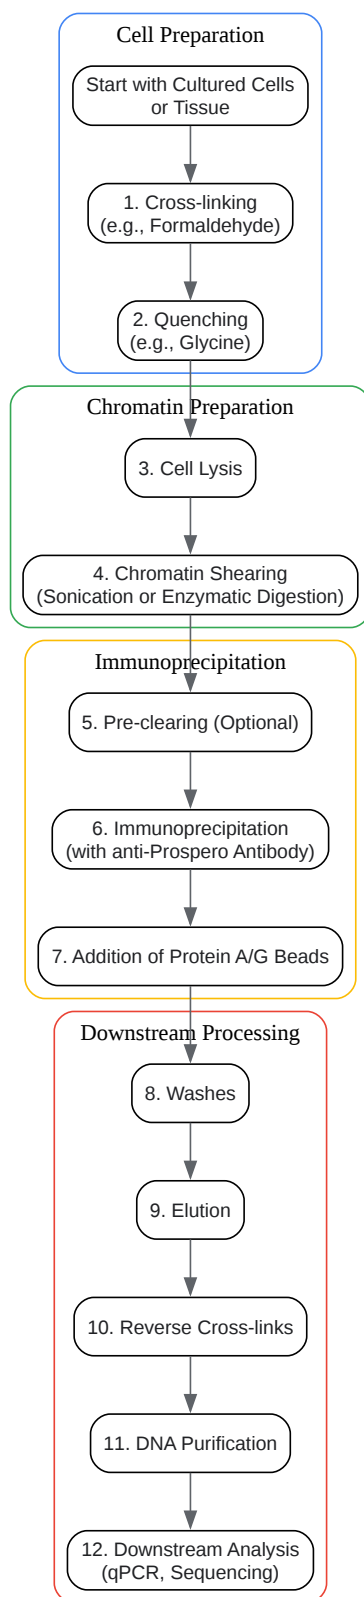 Cell Preparation
Start with Cultured Cells
or Tissue
1. Cross-linking
(e.g., Formaldehyde)
2. Quenching
(e.g., Glycine)
Chromatin Preparation
3. Cell Lysis
4. Chromatin Shearing
(Sonication or Enzymatic Digestion)
Immunoprecipitation
5. Pre-clearing (Optional)
6. Immunoprecipitation
(with anti-Prospero Antibody)
7. Addition of Protein A/G Beads
Downstream Processing
8. Washes
9. Elution
10. Reverse Cross-links
11. DNA Purification
12. Downstream Analysis
(qPCR, Sequencing)